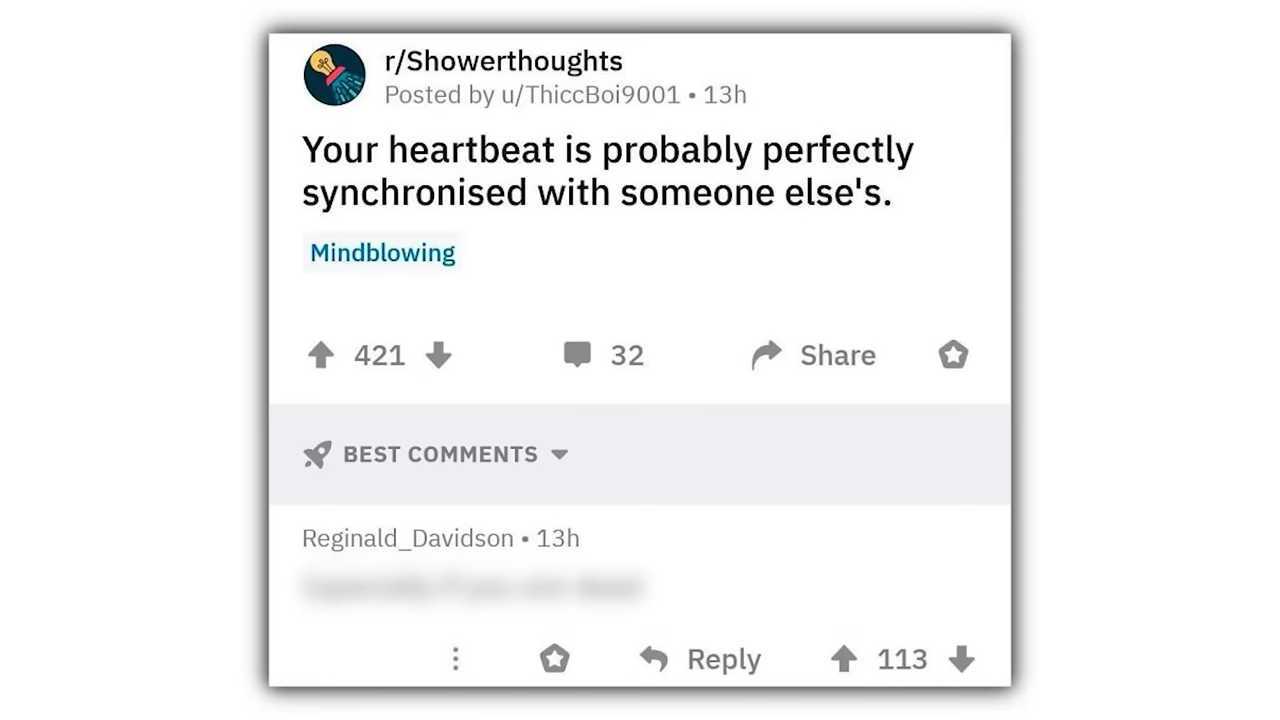 r/Showerthoughts
Posted by u/ThiccBoi9001 • 13h
Your heartbeat is probably perfectly
synchronised with someone else's.
Mindblowing
421
32
Share
BEST COMMENTS
Reginald_Davidson • 13h
Reply
113